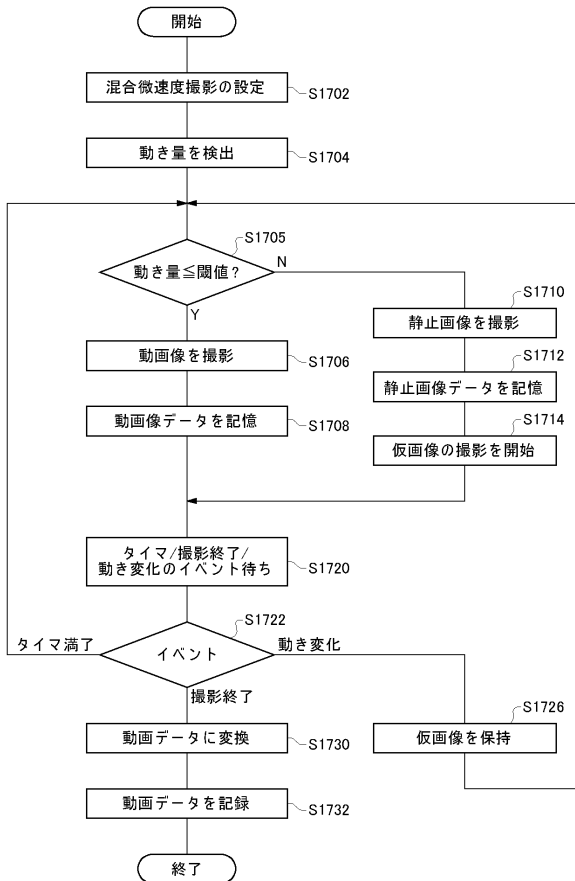 開始
混合微速度撮影の設定
S1702
動き量を検出
S1704
S1705
動き量≦閾値?
N
Y
S1710
静止画像を撮影
動画像を撮影
S1706
S1712
静止画像データを記憶
動画像データを記憶
S1708
S1714
仮画像の撮影を開始
タイマ/撮影終了/
動き変化のイベント待ち
S1720
S1722
タイマ満了
イベント
動き変化
撮影終了
S1726
動画データに変換
S1730
仮画像を保持
動画データを記録
S1732
終了